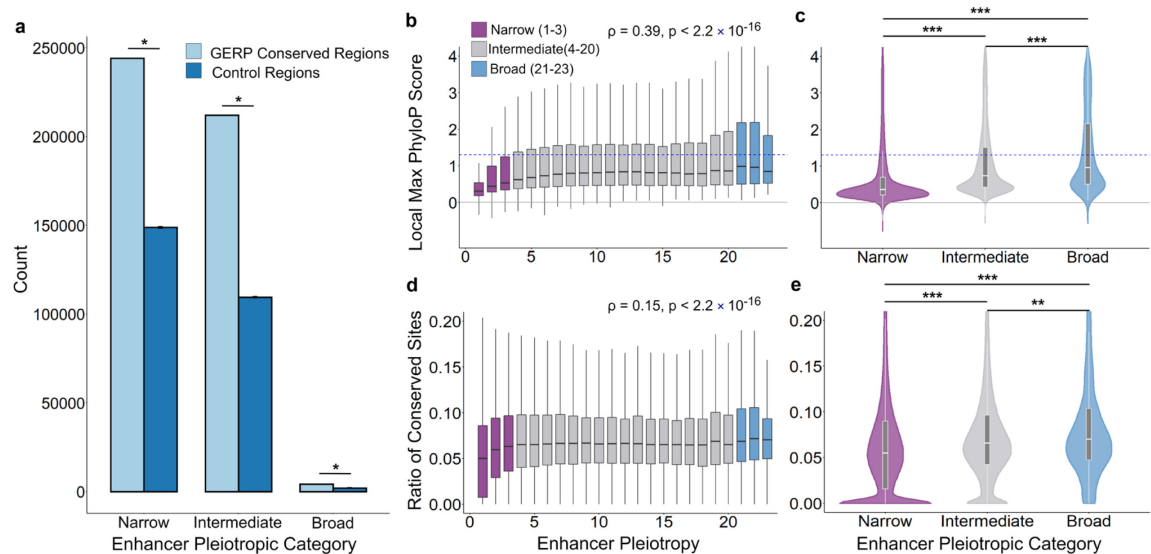 a
250000
200000
150000
100000
50000
0
Count
*
*
*
GERP Conserved Regions
Control Regions
Narrow
Intermediate
Broad
Enhancer Pleiotropic Category
b
Narrow (1-3)
Intermediate(4-20)
Broad (21-23)
ρ = 0.39, p < 2.2 × 10-16
Local Max PhyloP Score
4
3
2
1
0
0
5
10
15
20
c
***
***
***
4
3
2
1
0
Narrow
Intermediate
Broad
d
ρ = 0.15, p < 2.2 × 10-16
Ratio of Conserved Sites
0.20
0.15
0.10
0.05
0.00
0
5
10
15
20
Enhancer Pleiotropy
e
***
***
**
0.20
0.15
0.10
0.05
0.00
Narrow
Intermediate
Broad
Enhancer Pleiotropic Category